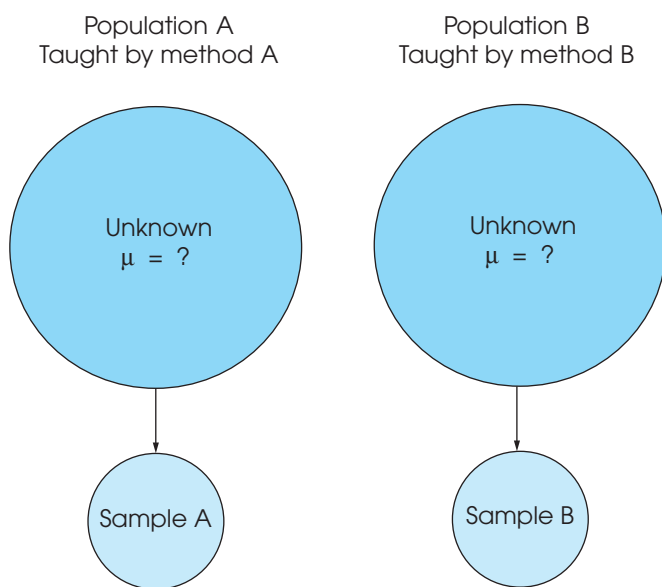 Population A
Taught by method A
Population B
Taught by method B
Unknown
μ = ?
Unknown
μ = ?
Sample A
Sample B